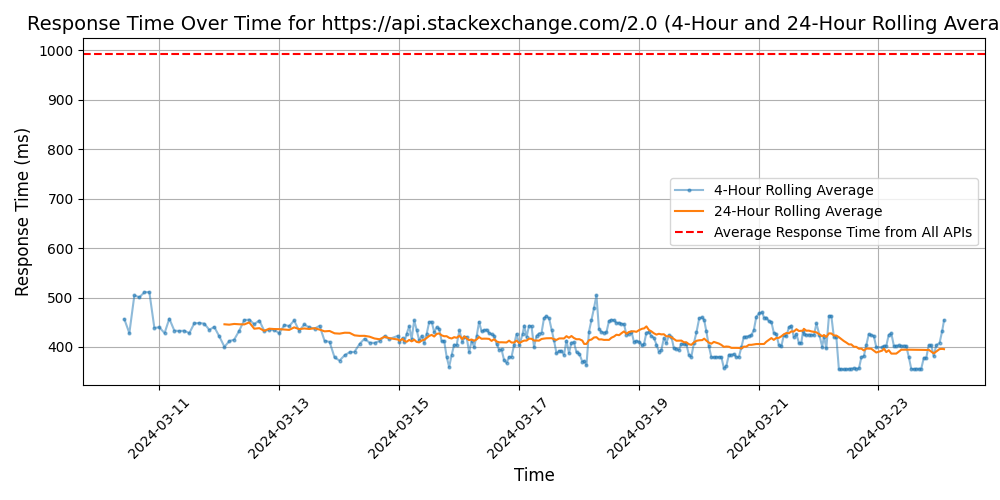 Response Time Over Time for https://api.stackexchange.com/2.0 (4-Hour and 24-Hour Rolling Avera
Response Time (ms)
1000
900
800
700
600
500
400
4-Hour Rolling Average
24-Hour Rolling Average
Average Response Time from All APIs
2024-03-11
2024-03-13
2024-03-15
2024-03-17
2024-03-19
2024-03-21
2024-03-23
Time